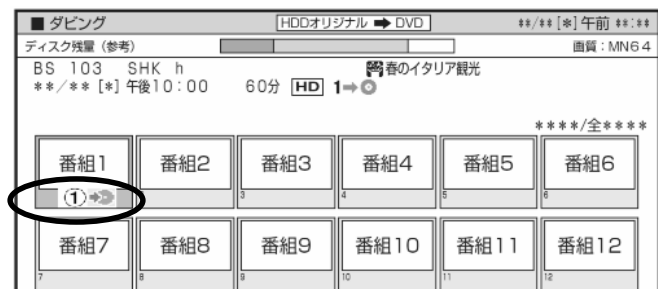 ■ダビング HDDオリジナル ➡ DVD **/**[*]午前 **:**
ディスク残量（参考） 画質：MN64
BS 103 SHK h 春のイタリア観光
**/** [*] 午後10:00 60分 HD 1➡
****/全****
番組1 番組2 番組3 番組4 番組5 番組6
① ➡ 3 4 5 6
番組7 番組8 番組9 番組10 番組11 番組12
7 8 9 10 11 12